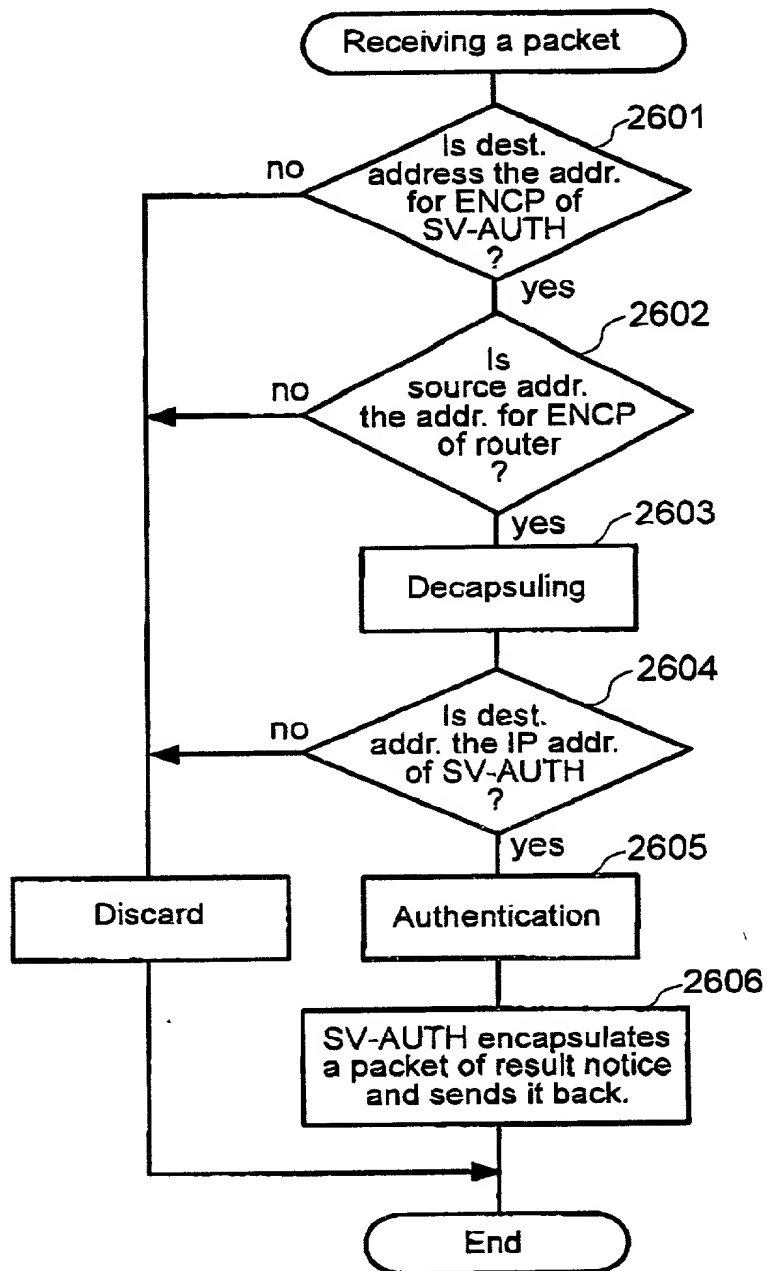 Receiving a packet
2601
Is dest.
address the addr.
for ENCP of
SV-AUTH
?
no
yes
2602
Is
source addr.
the addr. for ENCP
of router
?
no
yes
2603
Decapsuling
2604
Is dest.
addr. the IP addr.
of SV-AUTH
?
no
yes
2605
Discard
Authentication
2606
SV-AUTH encapsulates
a packet of result notice
and sends it back.
End